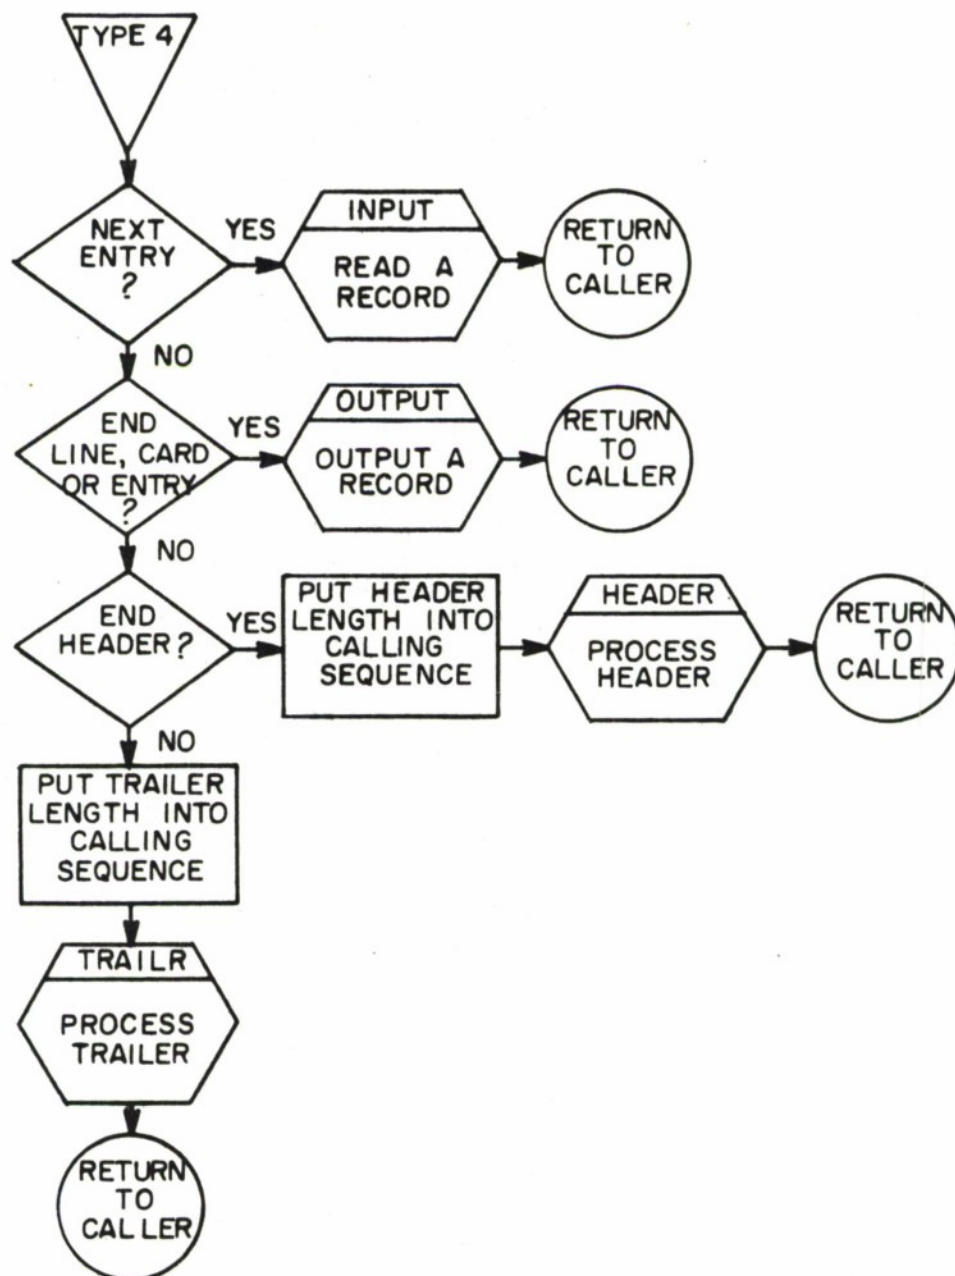 TYPE 4
NEXT
ENTRY
?
YES
INPUT
READ A
RECORD
RETURN
TO
CALLER
NO
END
LINE, CARD
OR ENTRY
?
YES
OUTPUT
OUTPUT A
RECORD
RETURN
TO
CALLER
NO
END
HEADER?
YES
PUT HEADER
LENGTH INTO
CALLING
SEQUENCE
HEADER
PROCESS
HEADER
RETURN
TO
CALLER
NO
PUT TRAILER
LENGTH INTO
CALLING
SEQUENCE
TRAILR
PROCESS
TRAILER
RETURN
TO
CALLER